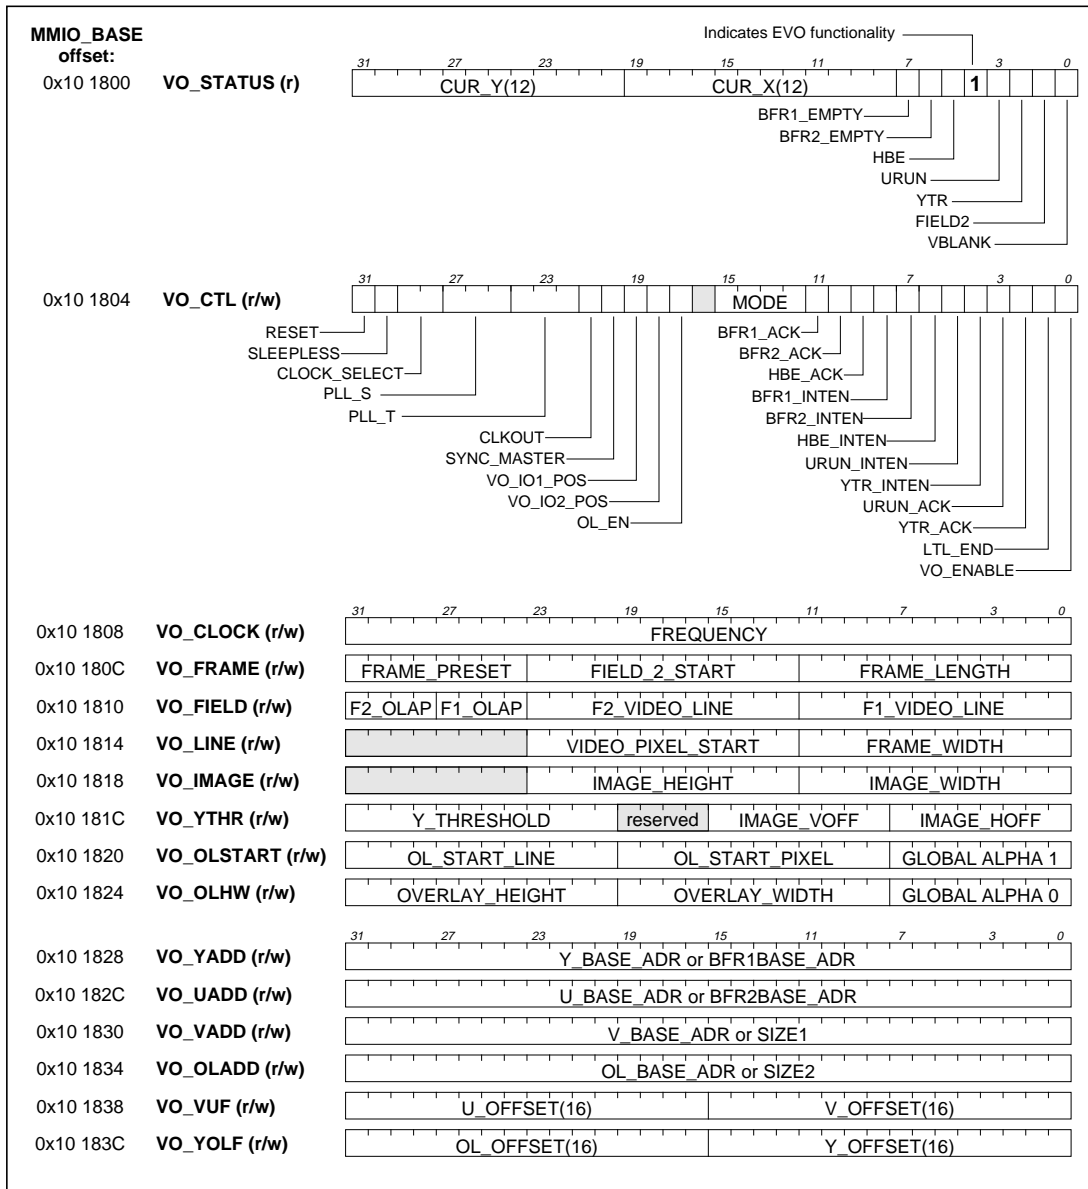 MMIO_BASE
offset:
Indicates EVO functionality
31 27 23 19 15 11 7 3 0
0x10 1800 VO_STATUS (r) CUR_Y(12) CUR_X(12) 1
BFR1_EMPTY
BFR2_EMPTY
HBE
URUN
YTR
FIELD2
VBLANK
31 27 23 19 15 11 7 3 0
0x10 1804 VO_CTL (r/w) MODE
RESET BFR1_ACK
SLEEPLESS BFR2_ACK
CLOCK_SELECT HBE_ACK
PLL_S BFR1_INTEN
PLL_T BFR2_INTEN
CLKOUT HBE_INTEN
SYNC_MASTER URUN_INTEN
VO_IO1_POS YTR_INTEN
VO_IO2_POS URUN_ACK
OL_EN YTR_ACK
LTL_END
VO_ENABLE
31 27 23 19 15 11 7 3 0
0x10 1808 VO_CLOCK (r/w) FREQUENCY
0x10 180C VO_FRAME (r/w) FRAME_PRESET FIELD_2_START FRAME_LENGTH
0x10 1810 VO_FIELD (r/w) F2_OLAP F1_OLAP F2_VIDEO_LINE F1_VIDEO_LINE
0x10 1814 VO_LINE (r/w) VIDEO_PIXEL_START FRAME_WIDTH
0x10 1818 VO_IMAGE (r/w) IMAGE_HEIGHT IMAGE_WIDTH
0x10 181C VO_YTHR (r/w) Y_THRESHOLD reserved IMAGE_VOFF IMAGE_HOFF
0x10 1820 VO_OLSTART (r/w) OL_START_LINE OL_START_PIXEL GLOBAL ALPHA 1
0x10 1824 VO_OLHW (r/w) OVERLAY_HEIGHT OVERLAY_WIDTH GLOBAL ALPHA 0
31 27 23 19 15 11 7 3 0
0x10 1828 VO_YADD (r/w) Y_BASE_ADR or BFR1BASE_ADR
0x10 182C VO_UADD (r/w) U_BASE_ADR or BFR2BASE_ADR
0x10 1830 VO_VADD (r/w) V_BASE_ADR or SIZE1
0x10 1834 VO_OLADD (r/w) OL_BASE_ADR or SIZE2
0x10 1838 VO_VUF (r/w) U_OFFSET(16) V_OFFSET(16)
0x10 183C VO_YOLF (r/w) OL_OFFSET(16) Y_OFFSET(16)